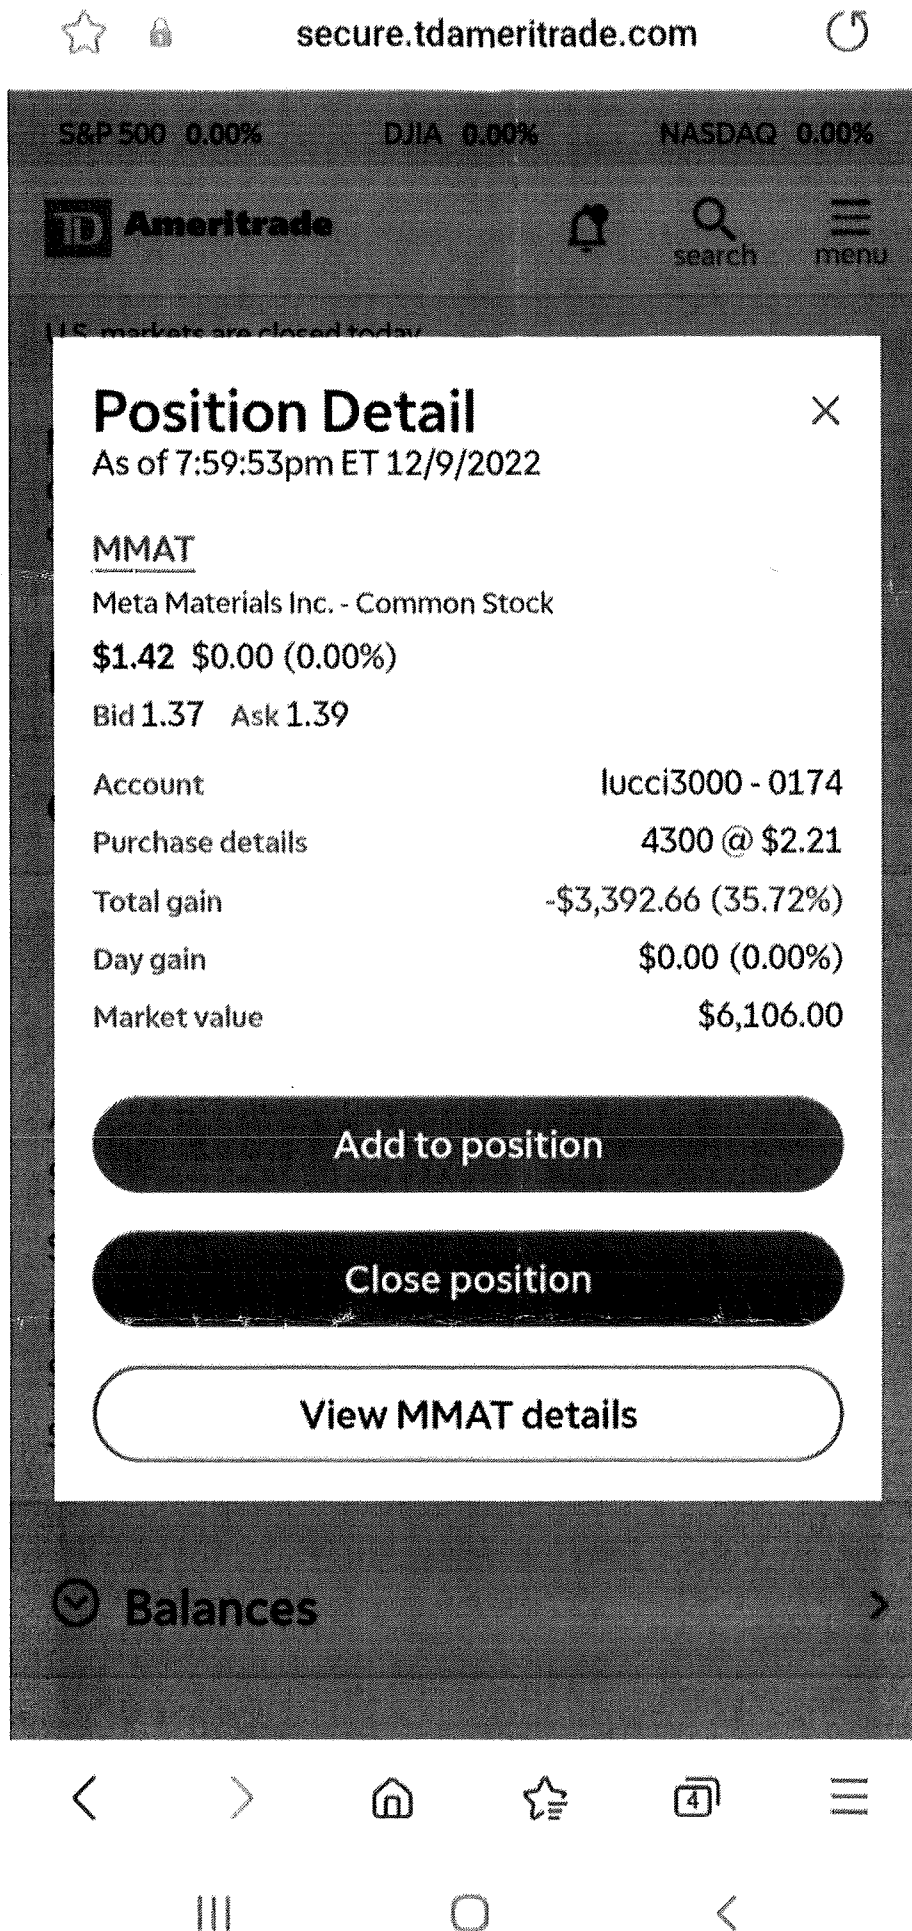 secure.tdameritrade.com
S&P 500 0.00% DJIA 0.00% NASDAQ 0.00%
TD Ameritrade
search menu
U.S. markets are closed today
Position Detail
As of 7:59:53pm ET 12/9/2022
MMAT
Meta Materials Inc. - Common Stock
$1.42 $0.00 (0.00%)
Bid 1.37 Ask 1.39
Account lucci3000 - 0174
Purchase details 4300 @ $2.21
Total gain -$3,392.66 (35.72%)
Day gain $0.00 (0.00%)
Market value $6,106.00
Add to position
Close position
View MMAT details
Balances
4